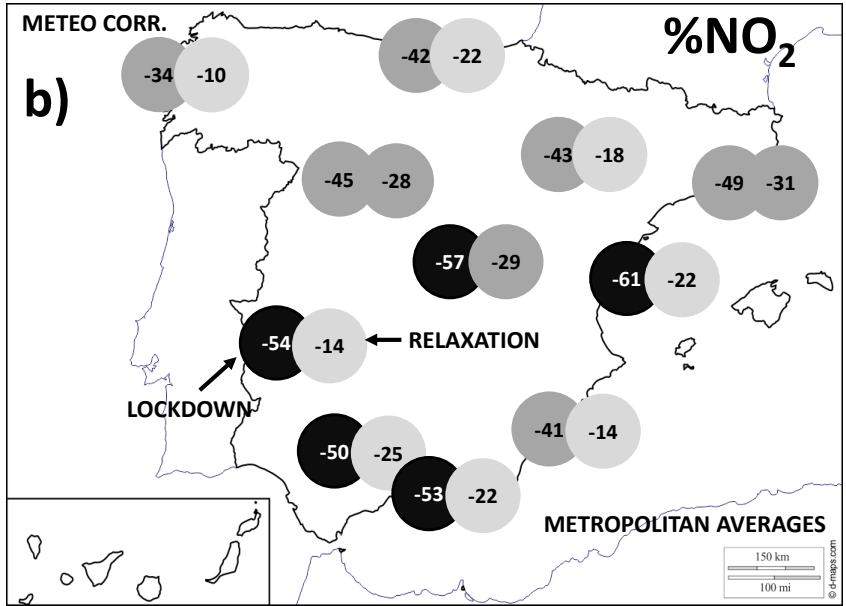 METEO CORR.
%NO₂
b)
-34 -10
-42 -22
-43 -18
-45 -28
-49 -31
-57 -29
-61 -22
-54 -14
RELAXATION
LOCKDOWN
-41 -14
-50 -25
-53 -22
METROPOLITAN AVERAGES
150 km
100 mi
© d-maps.com